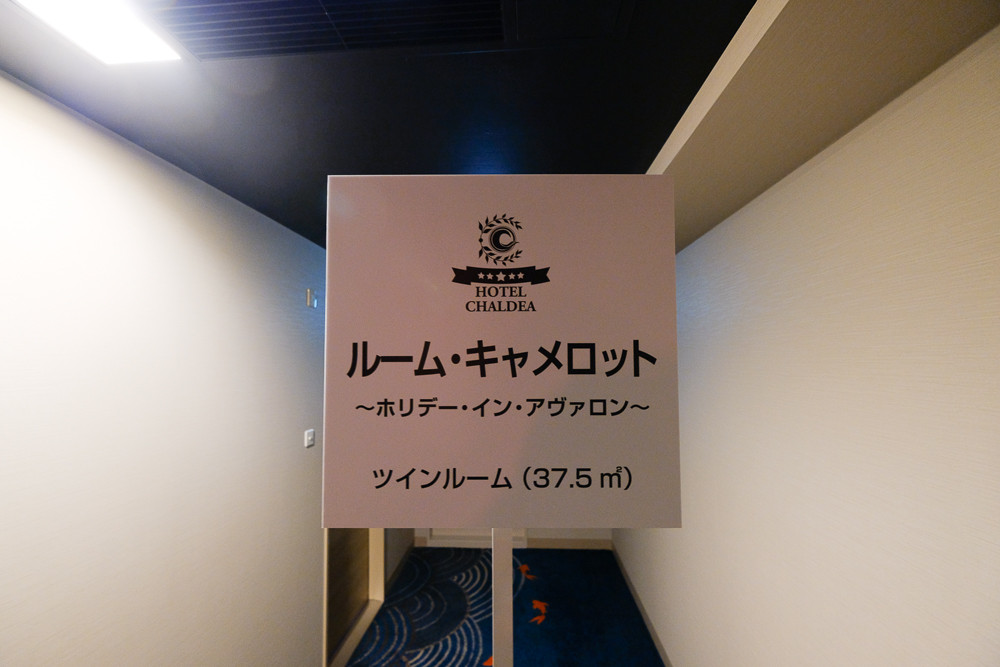 HOTEL
CHALDEA
ルーム・キャメロット
～ホリデー・イン・アヴァロン～
ツインルーム（37.5㎡）